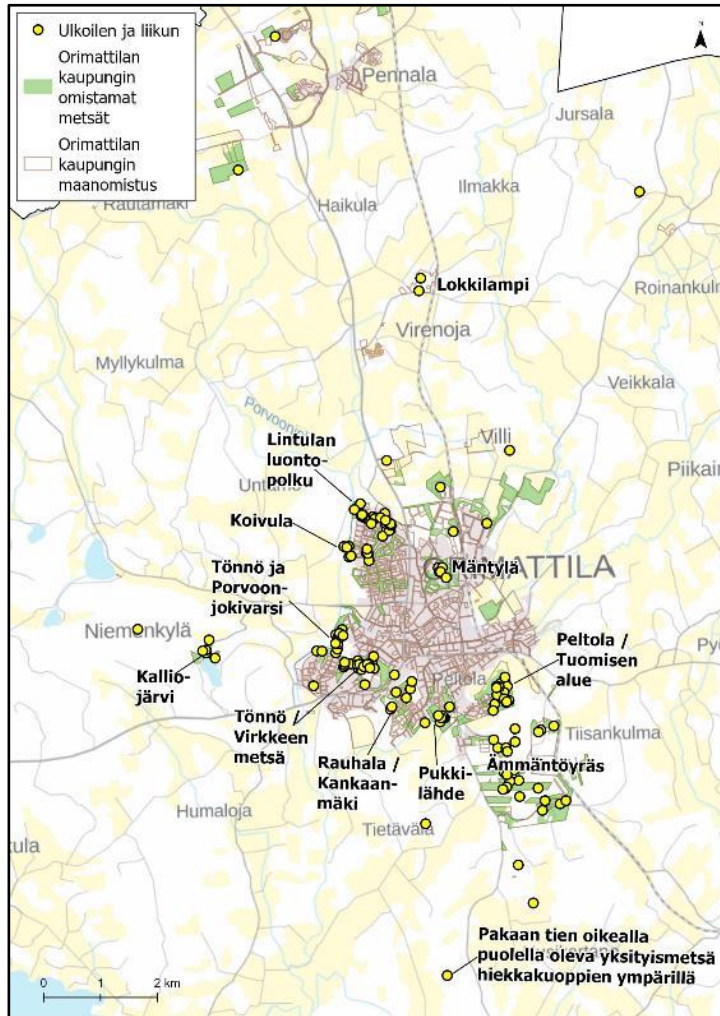 Ulkoilen ja liikun
Orimattilan
kaupungin
omistamat
metsät
Orimattilan
kaupungin
maanomistus
N
Pennala
Jursala
Rautamäki
Haikula
Ilmakka
Lokkilampi
Roinankulma
Virenoja
Myllykulma
Veikkala
Porvoonjo
Lintulan
luonto-
polku
Villi
Piikain
Untamo
Koivula
Mäntylä
Tönnö ja
Porvoon-
jokivarsi
Niemenkylä
Kallio-
järvi
Peltola /
Tuomisen
alue
Peltola
Tönnö /
Virkkeen
metsä
Rauhala /
Kankaan-
mäki
Pukki-
lähde
Tiisankulma
Ämmäntöyräs
Humaloja
Tietävälä
Pakaan tien oikealla
puolella oleva yksityismetsä
hiekkakuoppien ympärillä
0 1 2 km